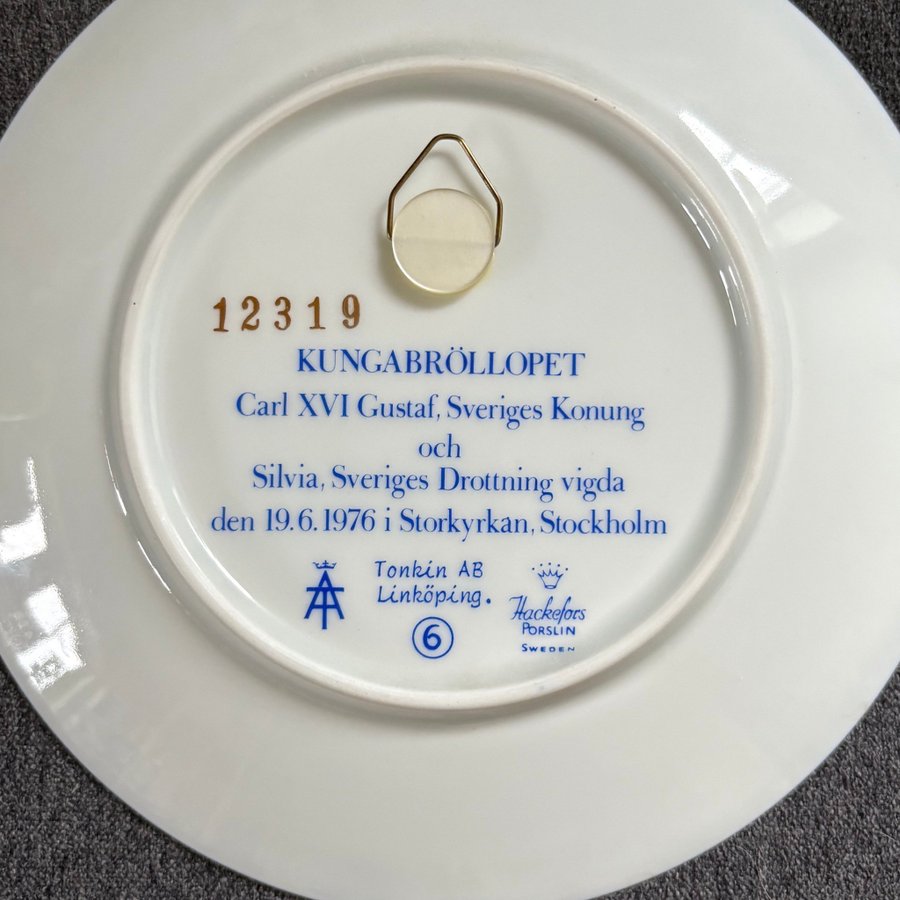 12319
KUNGABRÖLLOPET
Carl XVI Gustaf, Sveriges Konung
och
Silvia, Sveriges Drottning vigda
den 19.6.1976 i Storkyrkan, Stockholm
Tonkin AB
Linköping.
6
Hackefors
PORSLIN
SWEDEN